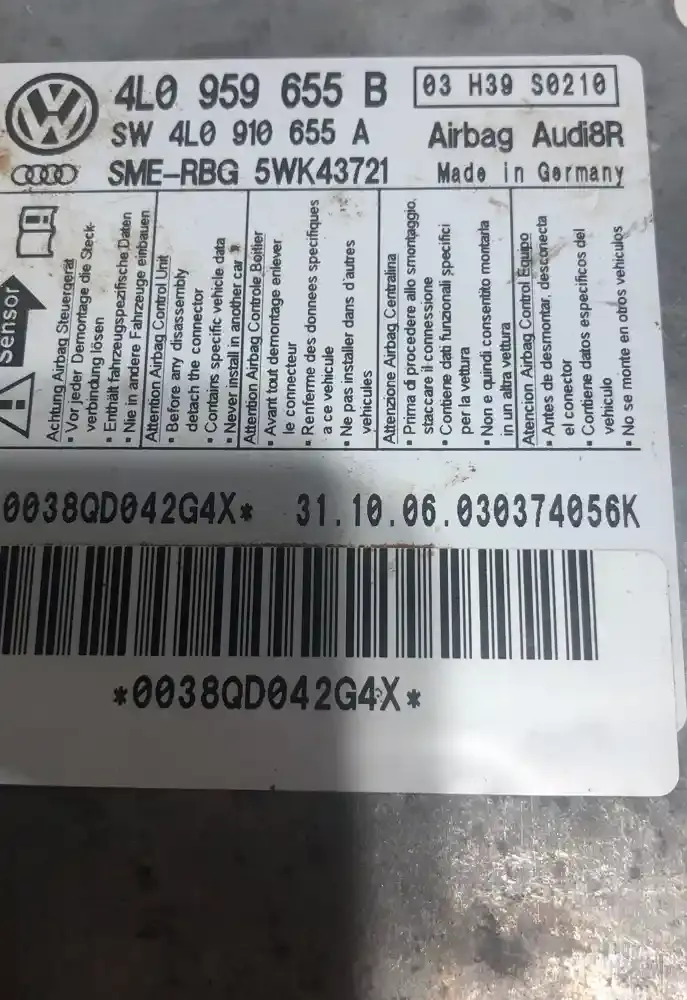 4L0 959 655 B
03 H39 S0210
SW 4L0 910 655 A
Airbag Audi8R
SME-RBG 5WK43721
Made in Germany
Sensor
Achtung Airbag Steuergerät
• Vor jeder Demontage die Steck-
verbindung lösen
• Enthält fahrzeugspezifische Daten
• Nie in andere Fahrzeuge einbauen
Attention Airbag Control Unit
• Before any disassembly
detach the connector
• Contains specific vehicle data
• Never install in another car
Attention Airbag Controle Boitier
• Avant tout demontage enlever
le connecteur
• Renferme des donnees specifiques
a ce vehicule
• Ne pas installer dans d'autres
vehicules
Attenzione Airbag Centralina
• Prima di procedere allo smontaggio,
staccare il connessione
• Contiene dati funzionali specifici
per la vettura
• Non e quindi consentito montarla
in un altra vettura
Atencion Airbag Control Equipo
• Antes de desmontar, desconecta
el conector
• Contiene datos especificos del
vehiculo
• No se monte en otros vehiculos
0038QD042G4X* 31.10.06.030374056K
*0038QD042G4X*